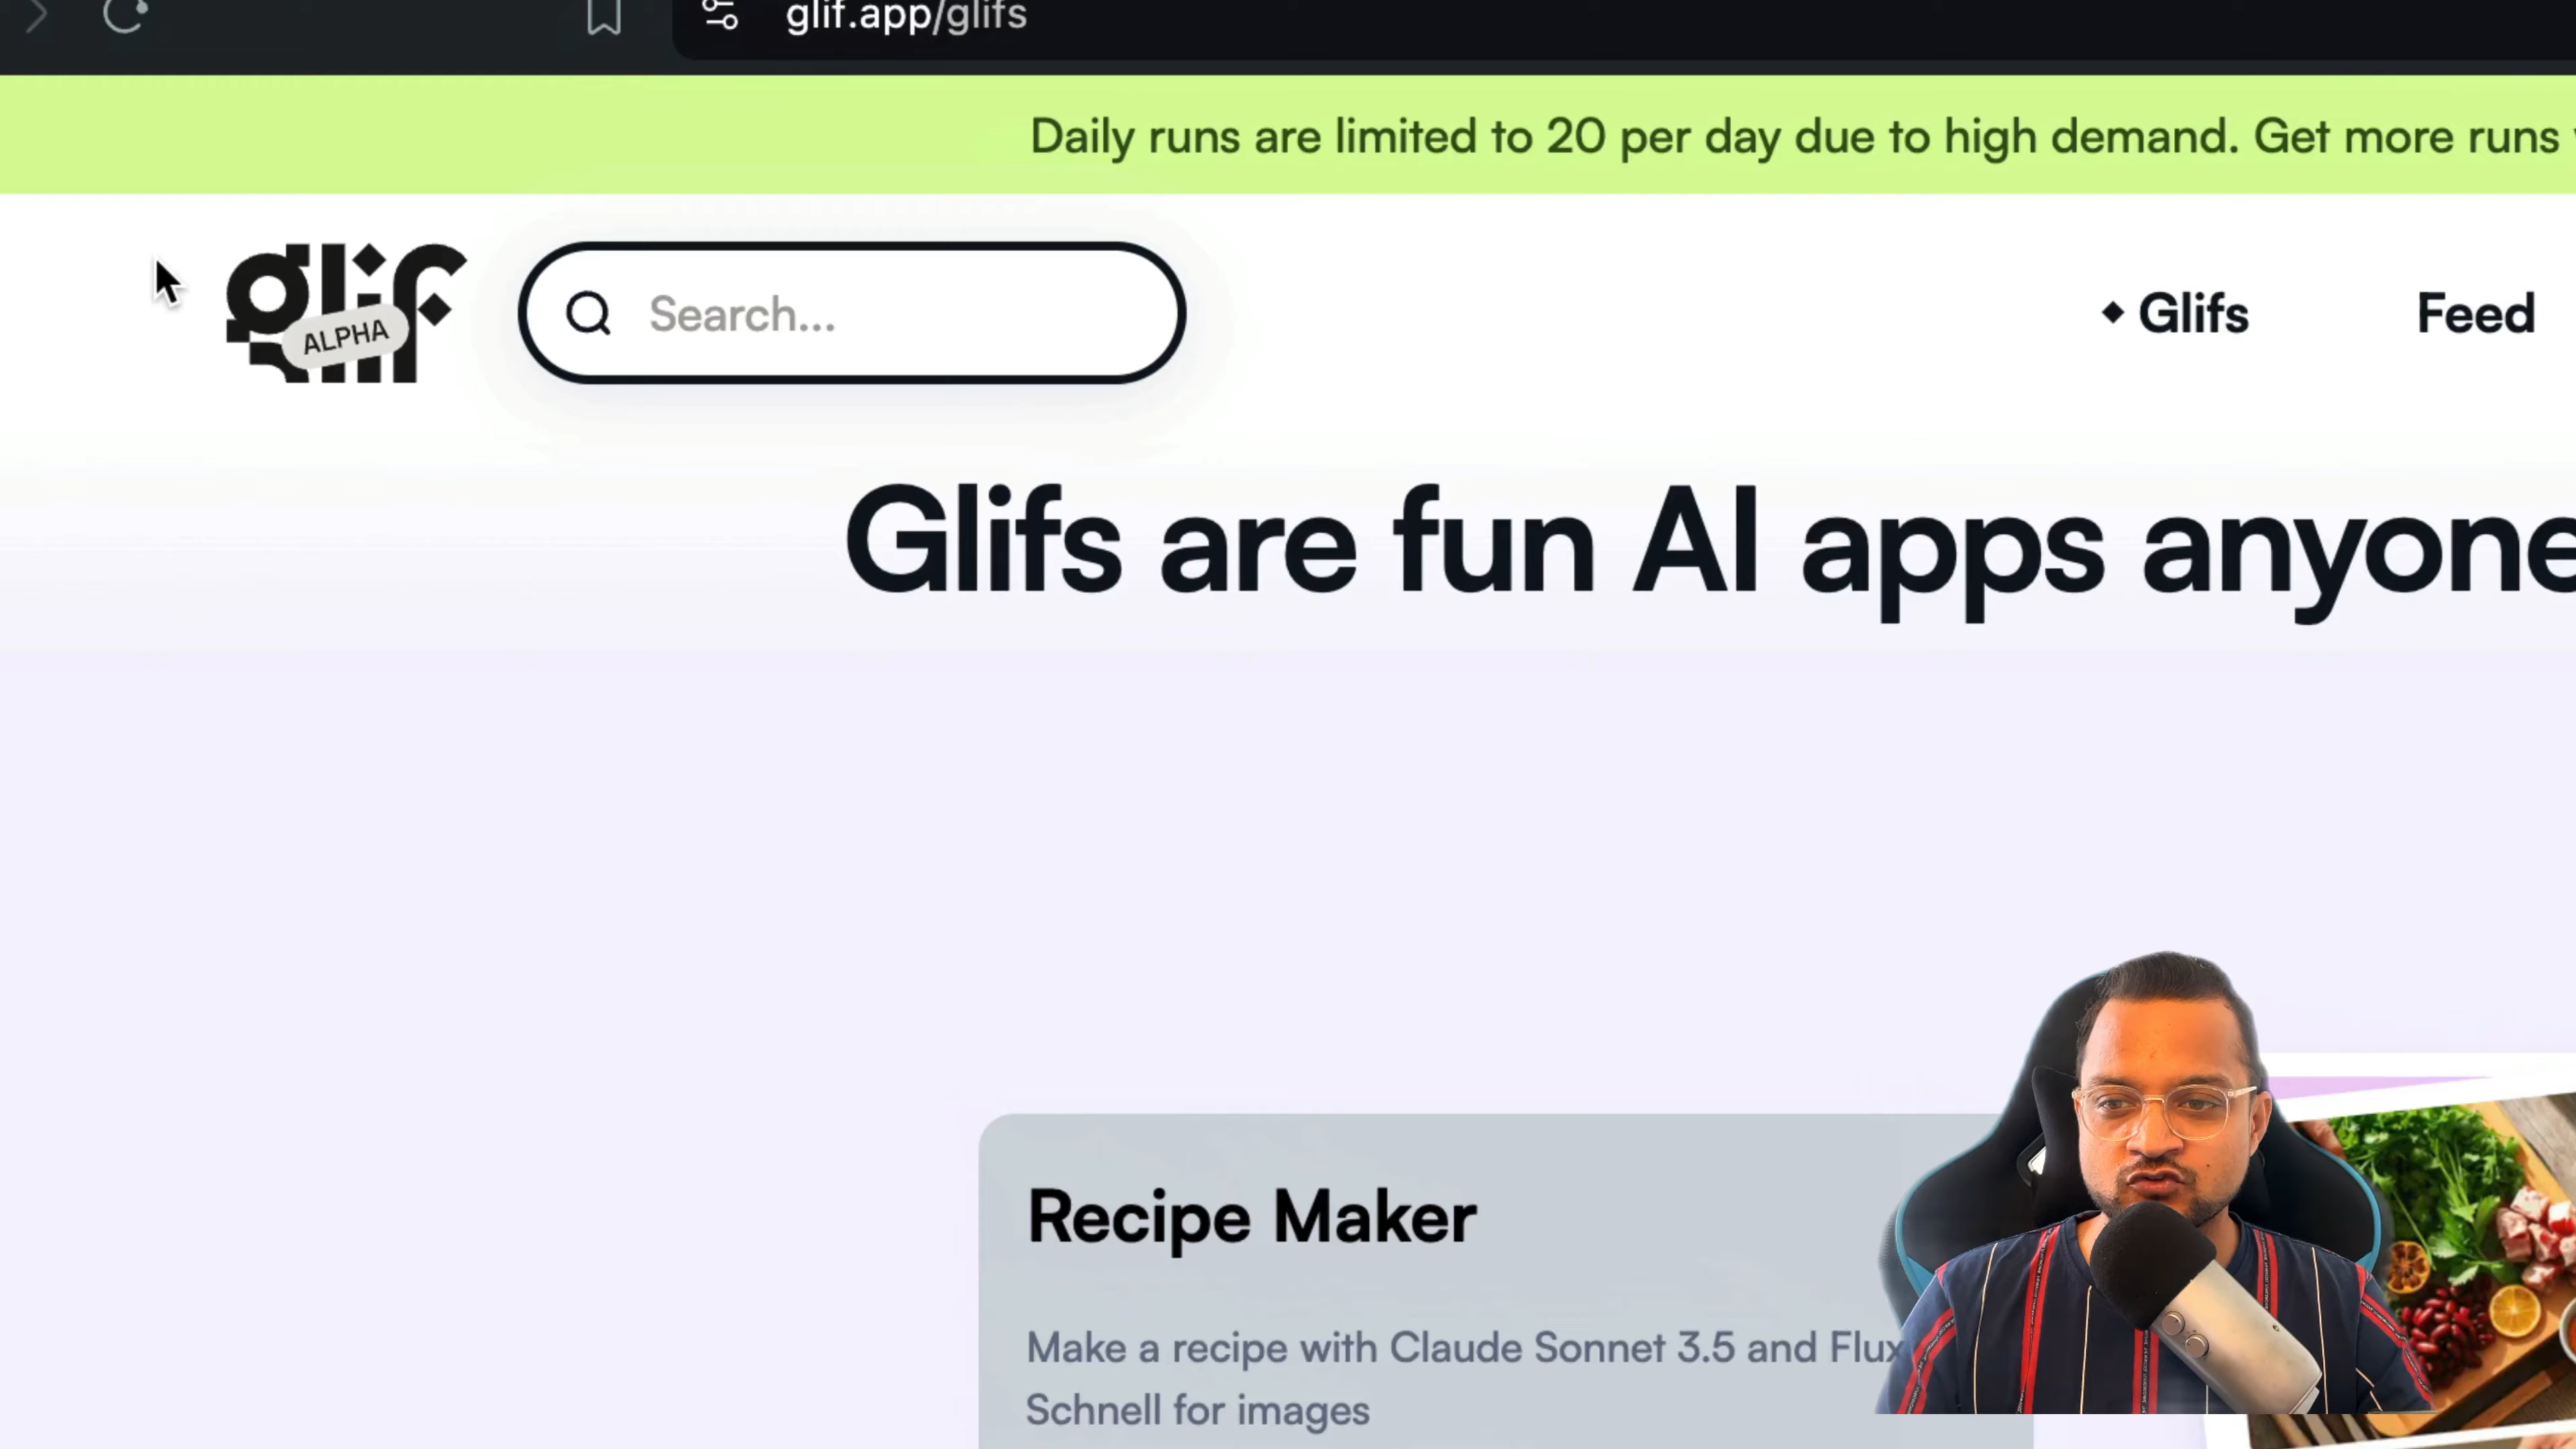 glif.app/glifs
Daily runs are limited to 20 per day due to high demand. Get more runs
glif
ALPHA
Search...
Glifs
Feed
Glifs are fun AI apps anyone
Recipe Maker
Make a recipe with Claude Sonnet 3.5 and Flux
Schnell for images